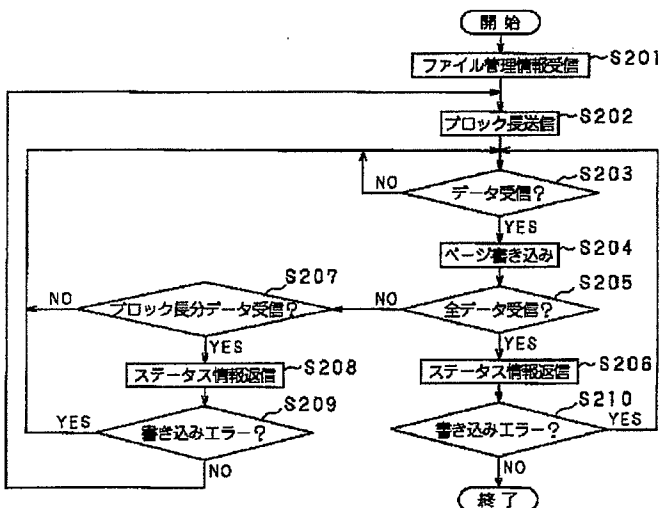 開始
ファイル管理情報受信
S201
ブロック長送信
S202
データ受信?
S203
NO
YES
ページ書き込み
S204
全データ受信?
S205
NO
YES
ブロック長分データ受信?
S207
NO
YES
ステータス情報返信
S208
ステータス情報返信
S206
書き込みエラー?
S209
YES
NO
書き込みエラー?
S210
YES
NO
終了